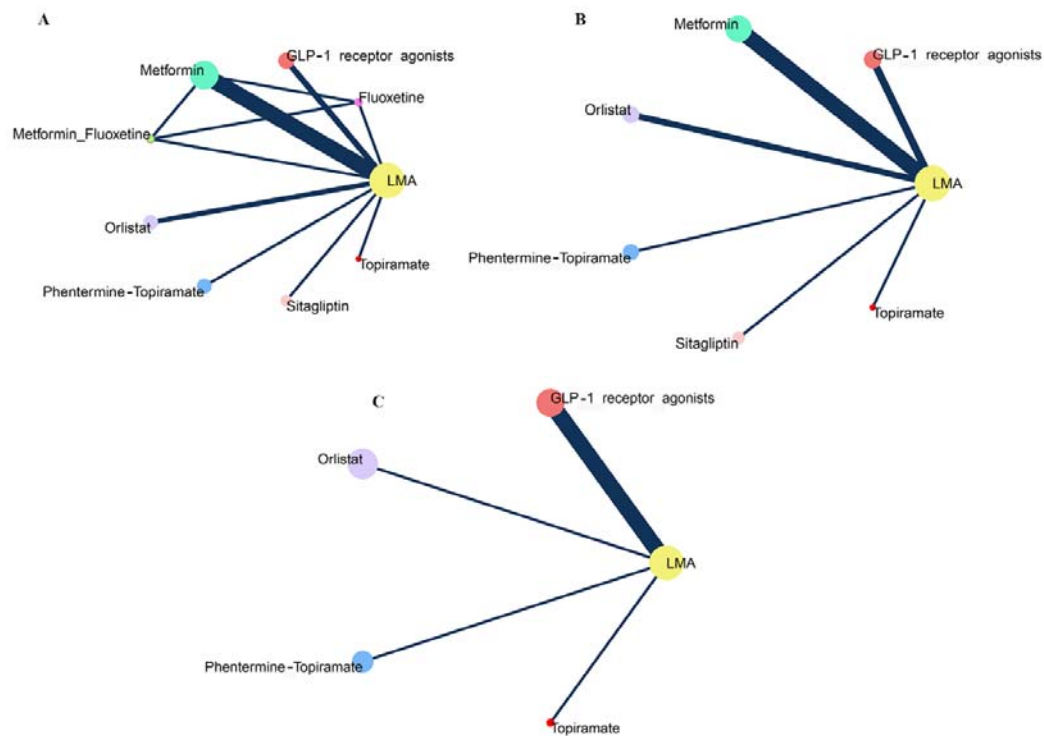 A
GLP-1 receptor agonists
Metformin
Fluoxetine
Metformin_Fluoxetine
LMA
Orlistat
Topiramate
Phentermine-Topiramate
Sitagliptin
B
Metformin
GLP-1 receptor agonists
Orlistat
LMA
Phentermine-Topiramate
Topiramate
Sitagliptin
C
GLP-1 receptor agonists
Orlistat
LMA
Phentermine-Topiramate
Topiramate